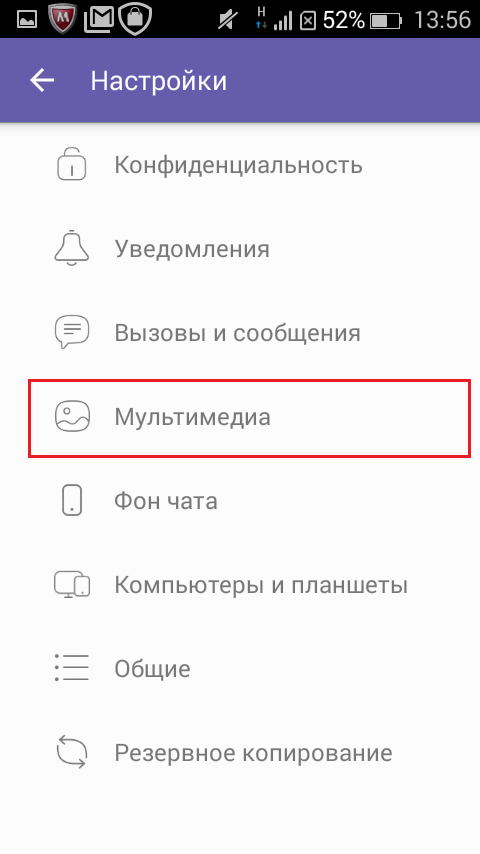 H 52% 13:56
Настройки
Конфиденциальность
Уведомления
Вызовы и сообщения
Мультимедиа
Фон чата
Компьютеры и планшеты
Общие
Резервное копирование